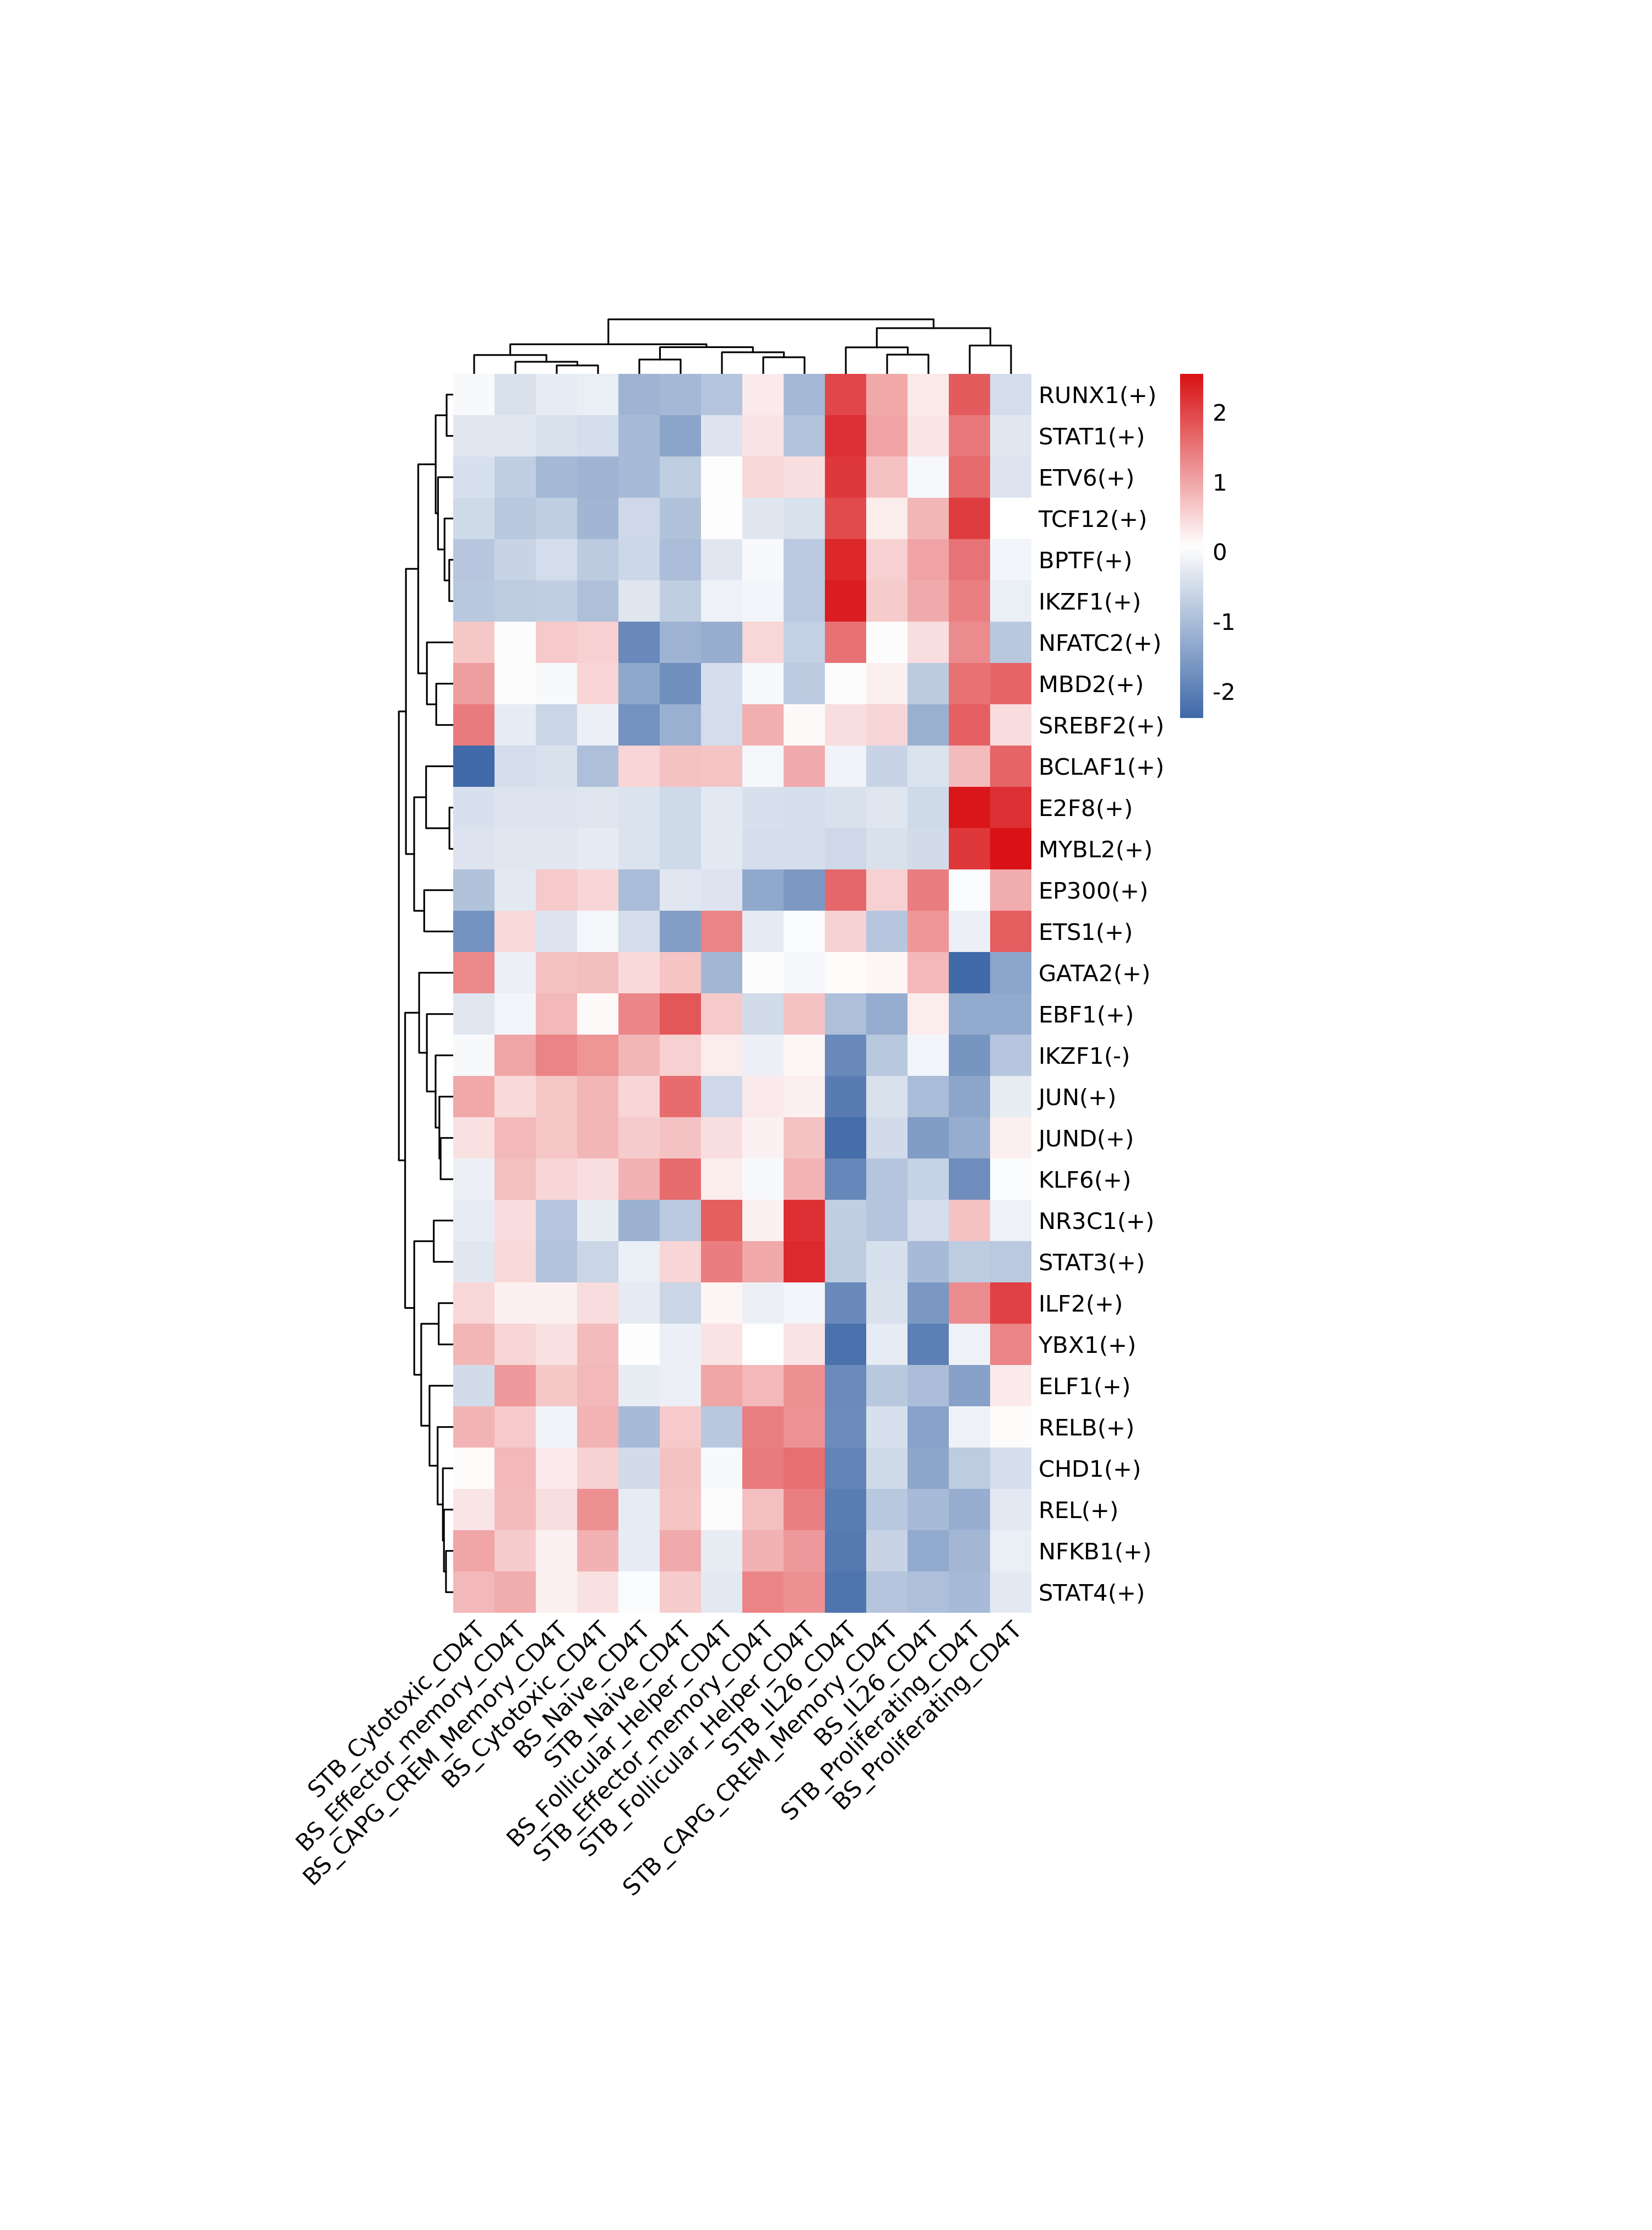 RUNX1(+)
STAT1(+)
ETV6(+)
TCF12(+)
BPTF(+)
IKZF1(+)
NFATC2(+)
MBD2(+)
SREBF2(+)
BCLAF1(+)
E2F8(+)
MYBL2(+)
EP300(+)
ETS1(+)
GATA2(+)
EBF1(+)
IKZF1(-)
JUN(+)
JUND(+)
KLF6(+)
NR3C1(+)
STAT3(+)
ILF2(+)
YBX1(+)
ELF1(+)
RELB(+)
CHD1(+)
REL(+)
NFKB1(+)
STAT4(+)
2
1
0
-1
-2
STB_Cytotoxic_CD4T
BS_Effector_memory_CD4T
BS_CAPG_CREM_Memory_CD4T
BS_Cytotoxic_CD4T
BS_Naive_CD4T
STB_Naive_CD4T
BS_Follicular_Helper_CD4T
STB_Effector_memory_CD4T
STB_Follicular_Helper_CD4T
STB_IL26_CD4T
STB_CAPG_CREM_Memory_CD4T
BS_IL26_CD4T
STB_Proliferating_CD4T
BS_Proliferating_CD4T